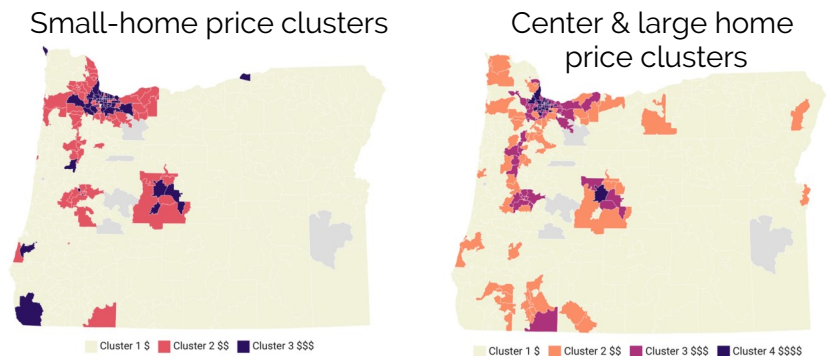 Small-home price clusters
Cluster 1 $ Cluster 2 $$ Cluster 3 $$$
Center & large home
price clusters
Cluster 1 $ Cluster 2 $$ Cluster 3 $$$ Cluster 4 $$$$